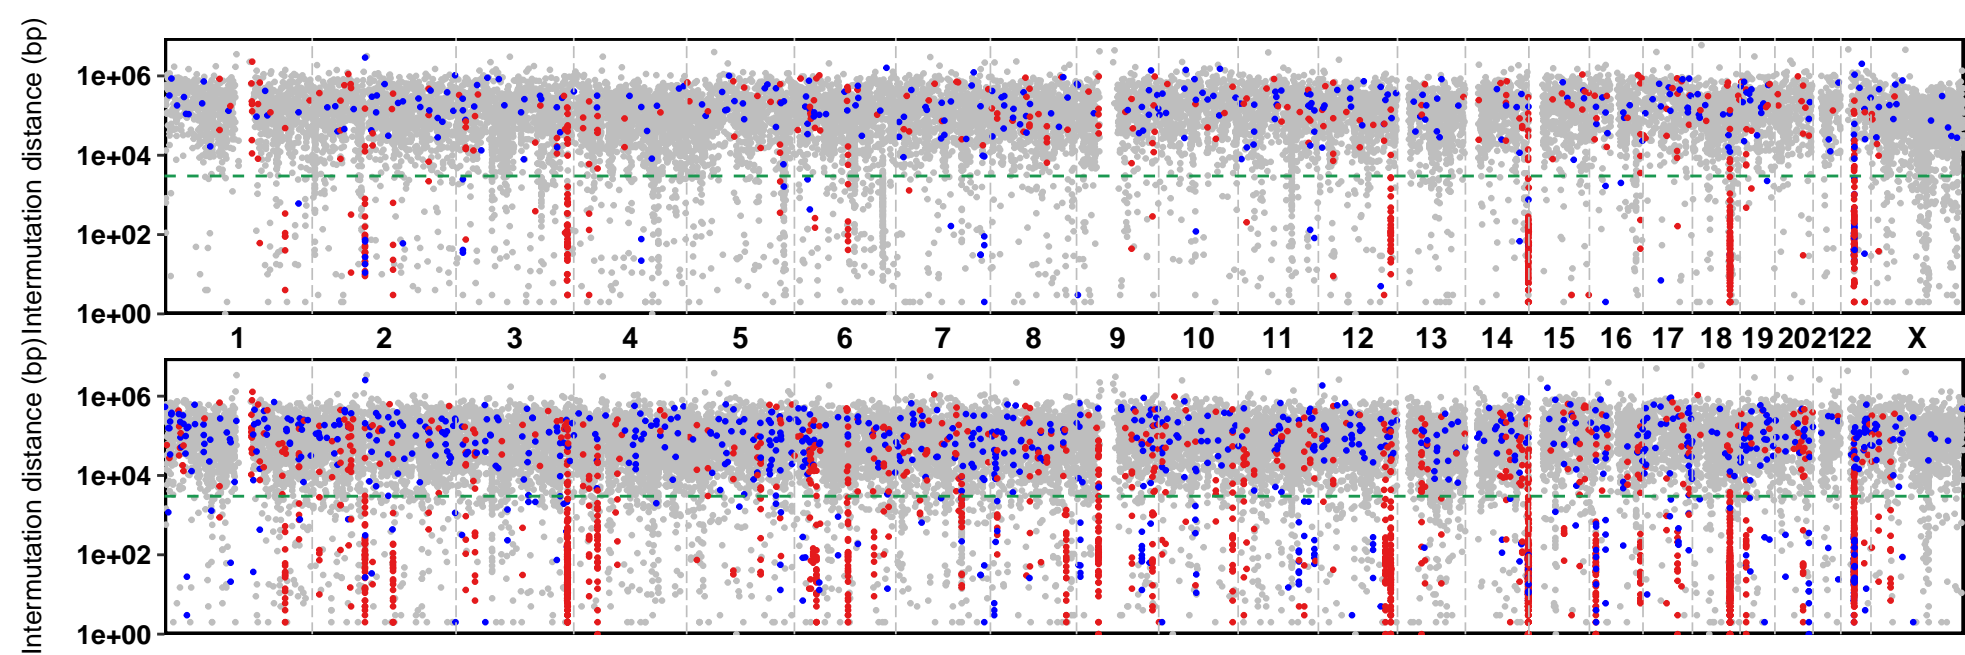 Intermutation distance (bp)
1e+06
1e+04
1e+02
1e+00
1 2 3 4 5 6 7 8 9 10 11 12 13 14 15 16 17 18 19 20 21 22 X
Intermutation distance (bp)
1e+06
1e+04
1e+02
1e+00